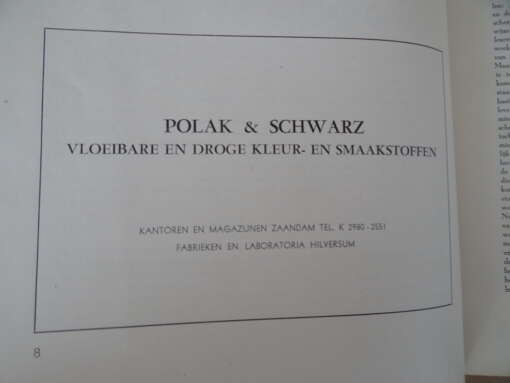 POLAK & SCHWARZ
VLOEIBARE EN DROGE KLEUR- EN SMAAKSTOFFEN
KANTOREN EN MAGAZIJNEN ZAANDAM TEL. K 2980 - 2551
FABRIEKEN EN LABORATORIA HILVERSUM
8